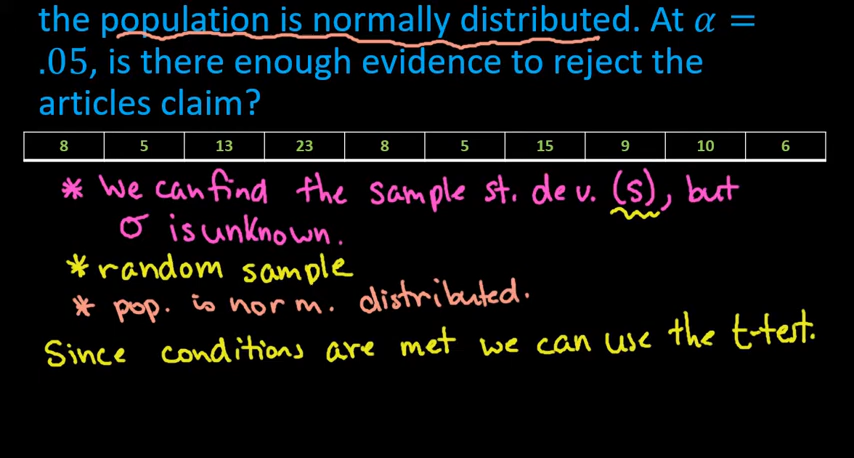 the population is normally distributed. At α =
.05, is there enough evidence to reject the
articles claim?
8 5 13 23 8 5 15 9 10 6
* We can find the sample st. dev. (s), but
σ is unknown.
* random sample
* pop. is norm. distributed.
Since conditions are met we can use the t-test.